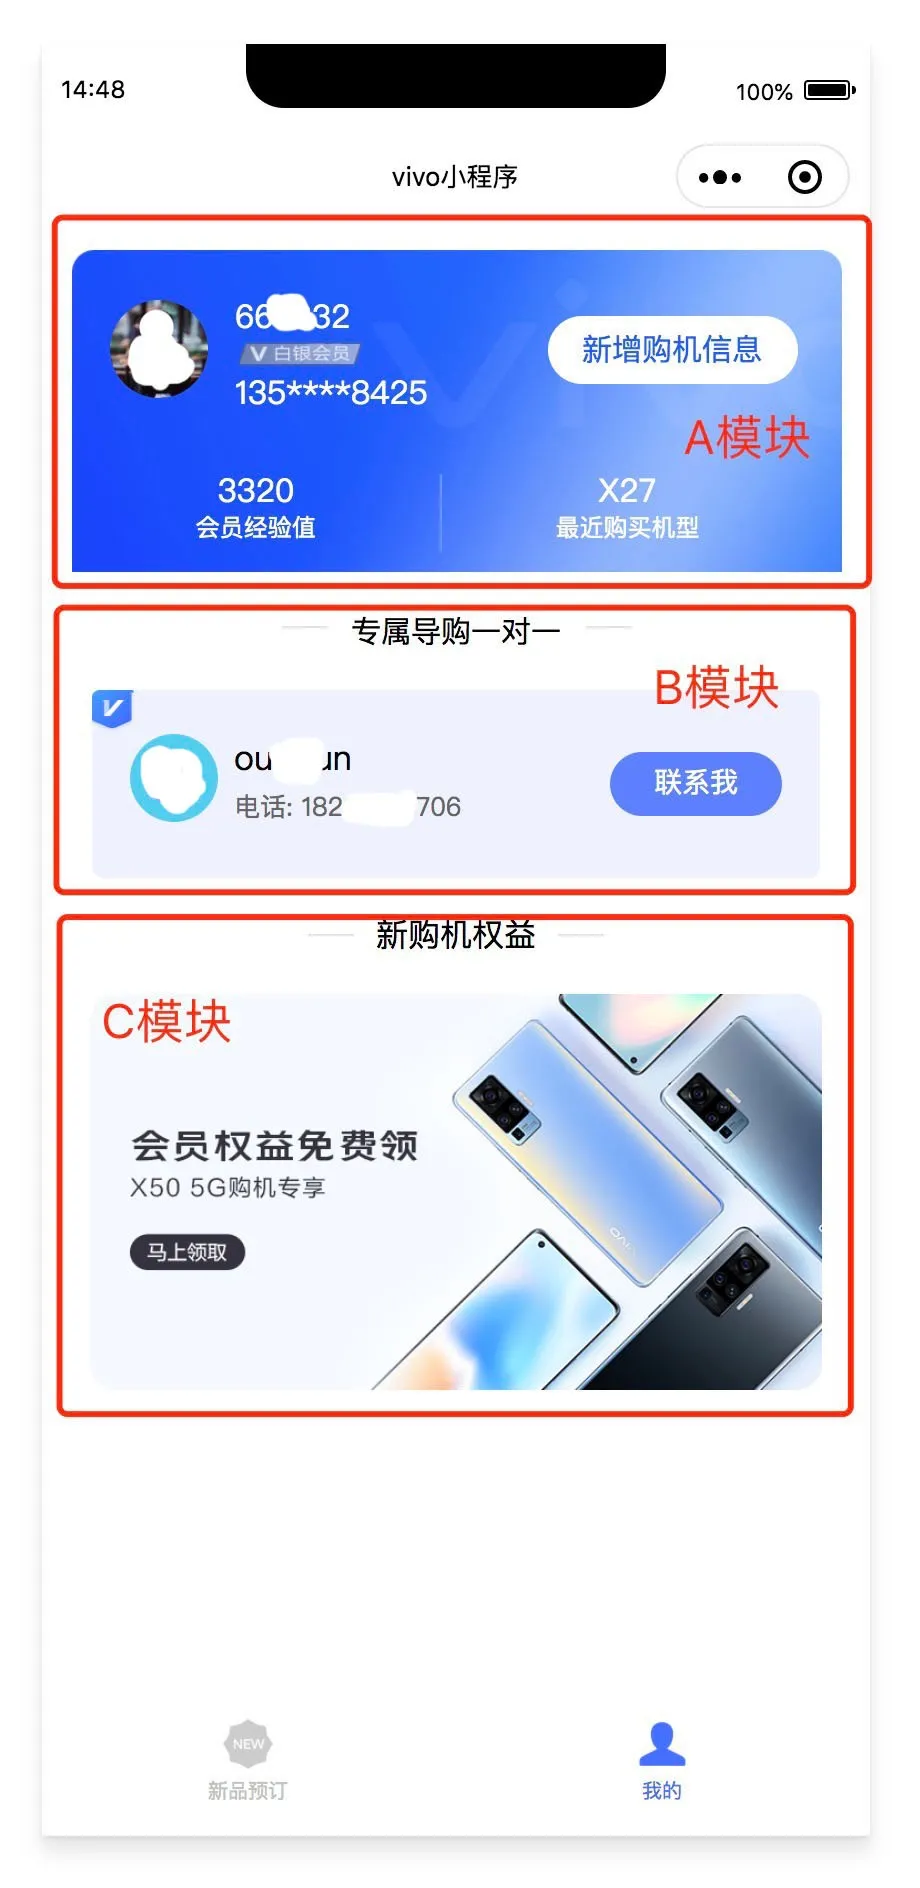 14:48
100%
vivo小程序
66 32
V 白银会员
135****8425
新增购机信息
A模块
3320
会员经验值
X27
最近购买机型
专属导购一对一
B模块
V
ou un
电话: 182 706
联系我
新购机权益
C模块
会员权益免费领
X50 5G购机专享
马上领取
vivo
NEW
新品预订
我的